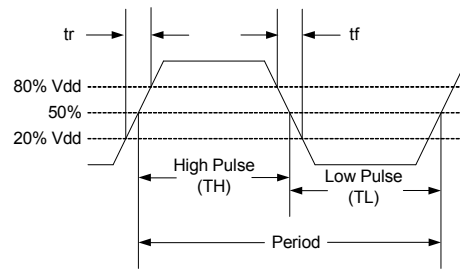 tr
tf
80% Vdd
50%
20% Vdd
High Pulse
(TH)
Low Pulse
(TL)
Period